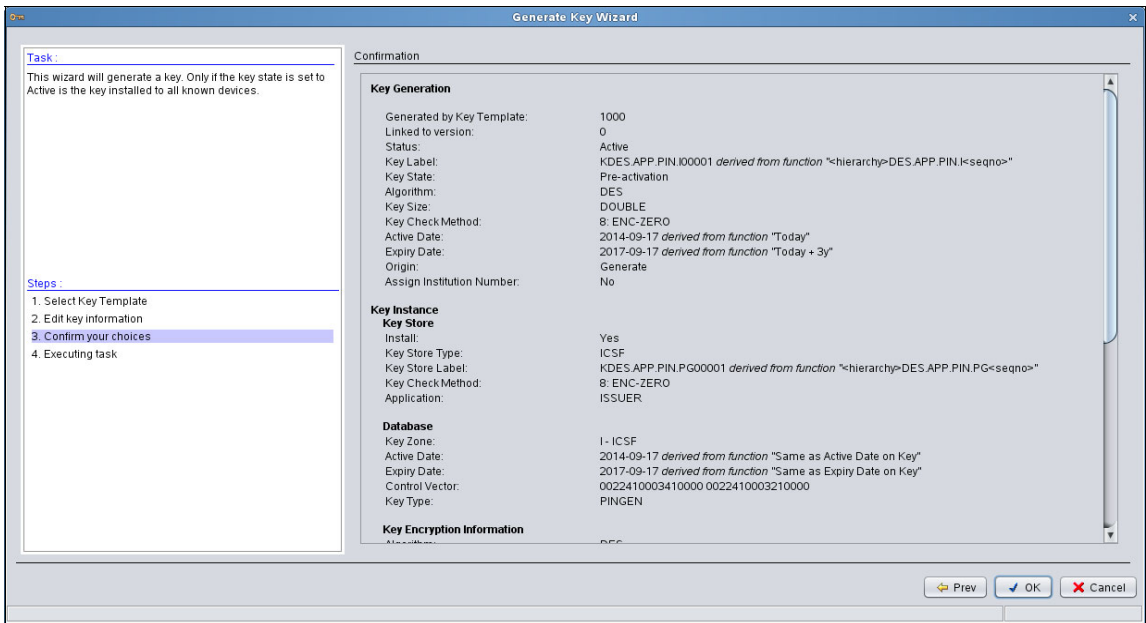 Generate Key Wizard
Task :
This wizard will generate a key. Only if the key state is set to
Active is the key installed to all known devices.
Steps :
1. Select Key Template
2. Edit key information
3. Confirm your choices
4. Executing task
Confirmation
Key Generation
Generated by Key Template: 1000
Linked to version: 0
Status: Active
Key Label: KDES.APP.PIN.I00001 derived from function "<hierarchy>DES.APP.PIN.I<seqno>"
Key State: Pre-activation
Algorithm: DES
Key Size: DOUBLE
Key Check Method: 8: ENC-ZERO
Active Date: 2014-09-17 derived from function "Today"
Expiry Date: 2017-09-17 derived from function "Today + 3y"
Origin: Generate
Assign Institution Number: No
Key Instance
Key Store
Install: Yes
Key Store Type: ICSF
Key Store Label: KDES.APP.PIN.PG00001 derived from function "<hierarchy>DES.APP.PIN.PG<seqno>"
Key Check Method: 8: ENC-ZERO
Application: ISSUER
Database
Key Zone: I - ICSF
Active Date: 2014-09-17 derived from function "Same as Active Date on Key"
Expiry Date: 2017-09-17 derived from function "Same as Expiry Date on Key"
Control Vector: 0022410003410000 0022410003210000
Key Type: PINGEN
Key Encryption Information
Algorithm: DES
Prev
OK
Cancel